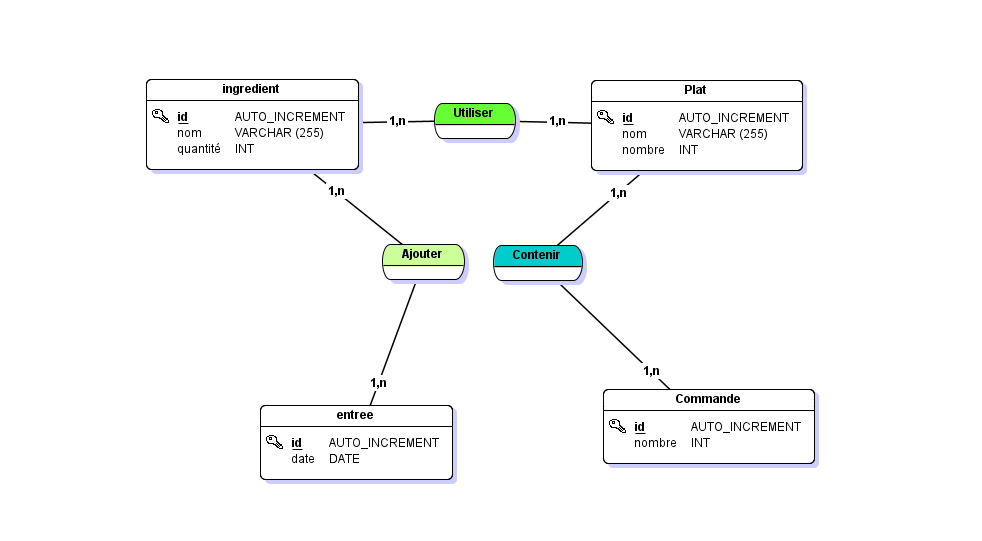 ingredient
id AUTO_INCREMENT
nom VARCHAR (255)
quantité INT
1,n
Utiliser
1,n
Plat
id AUTO_INCREMENT
nom VARCHAR (255)
nombre INT
1,n
1,n
Ajouter
Contenir
1,n
1,n
entree
id AUTO_INCREMENT
date DATE
Commande
id AUTO_INCREMENT
nombre INT